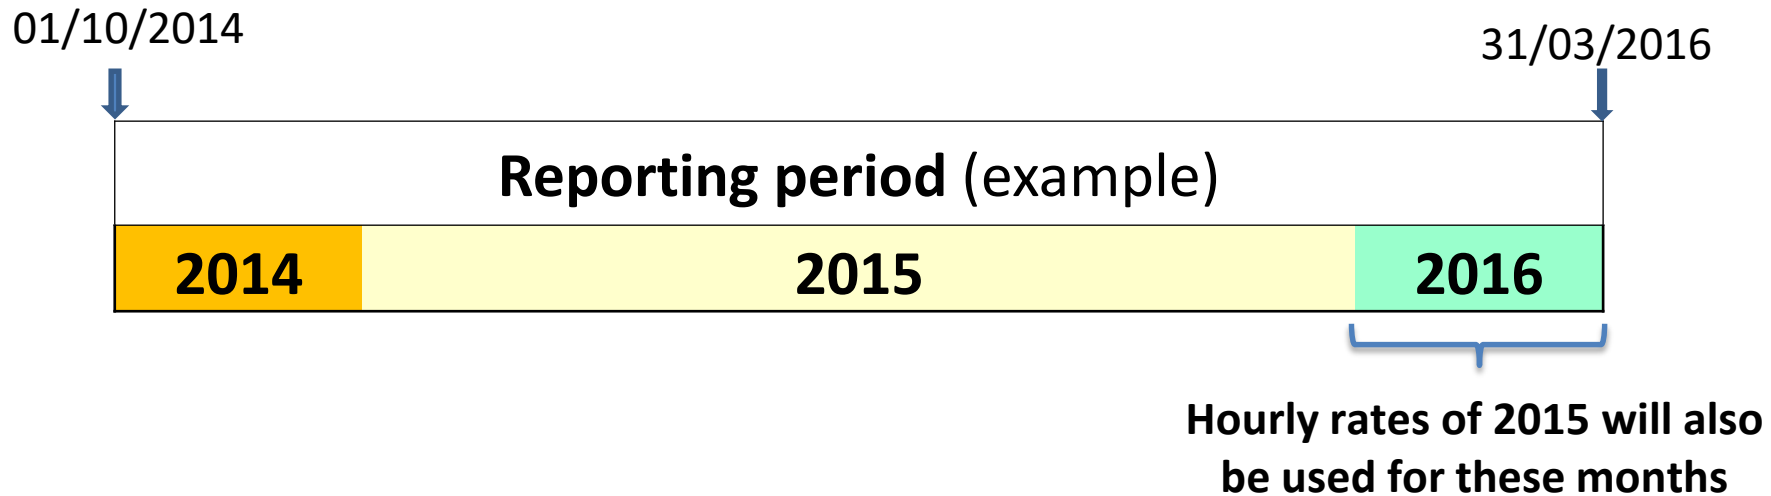 01/10/2014
31/03/2016
Reporting period (example)
2014 2015 2016
Hourly rates of 2015 will also
be used for these months